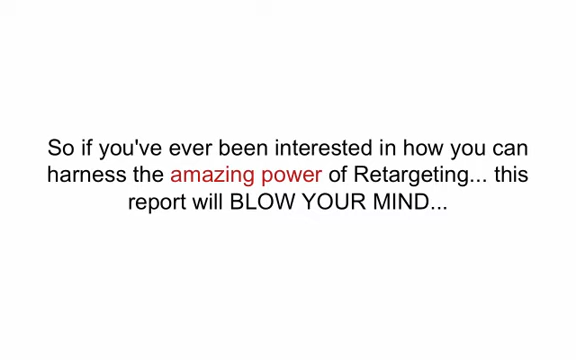 So if you've ever been interested in how you can
harness the amazing power of Retargeting... this
report will BLOW YOUR MIND...